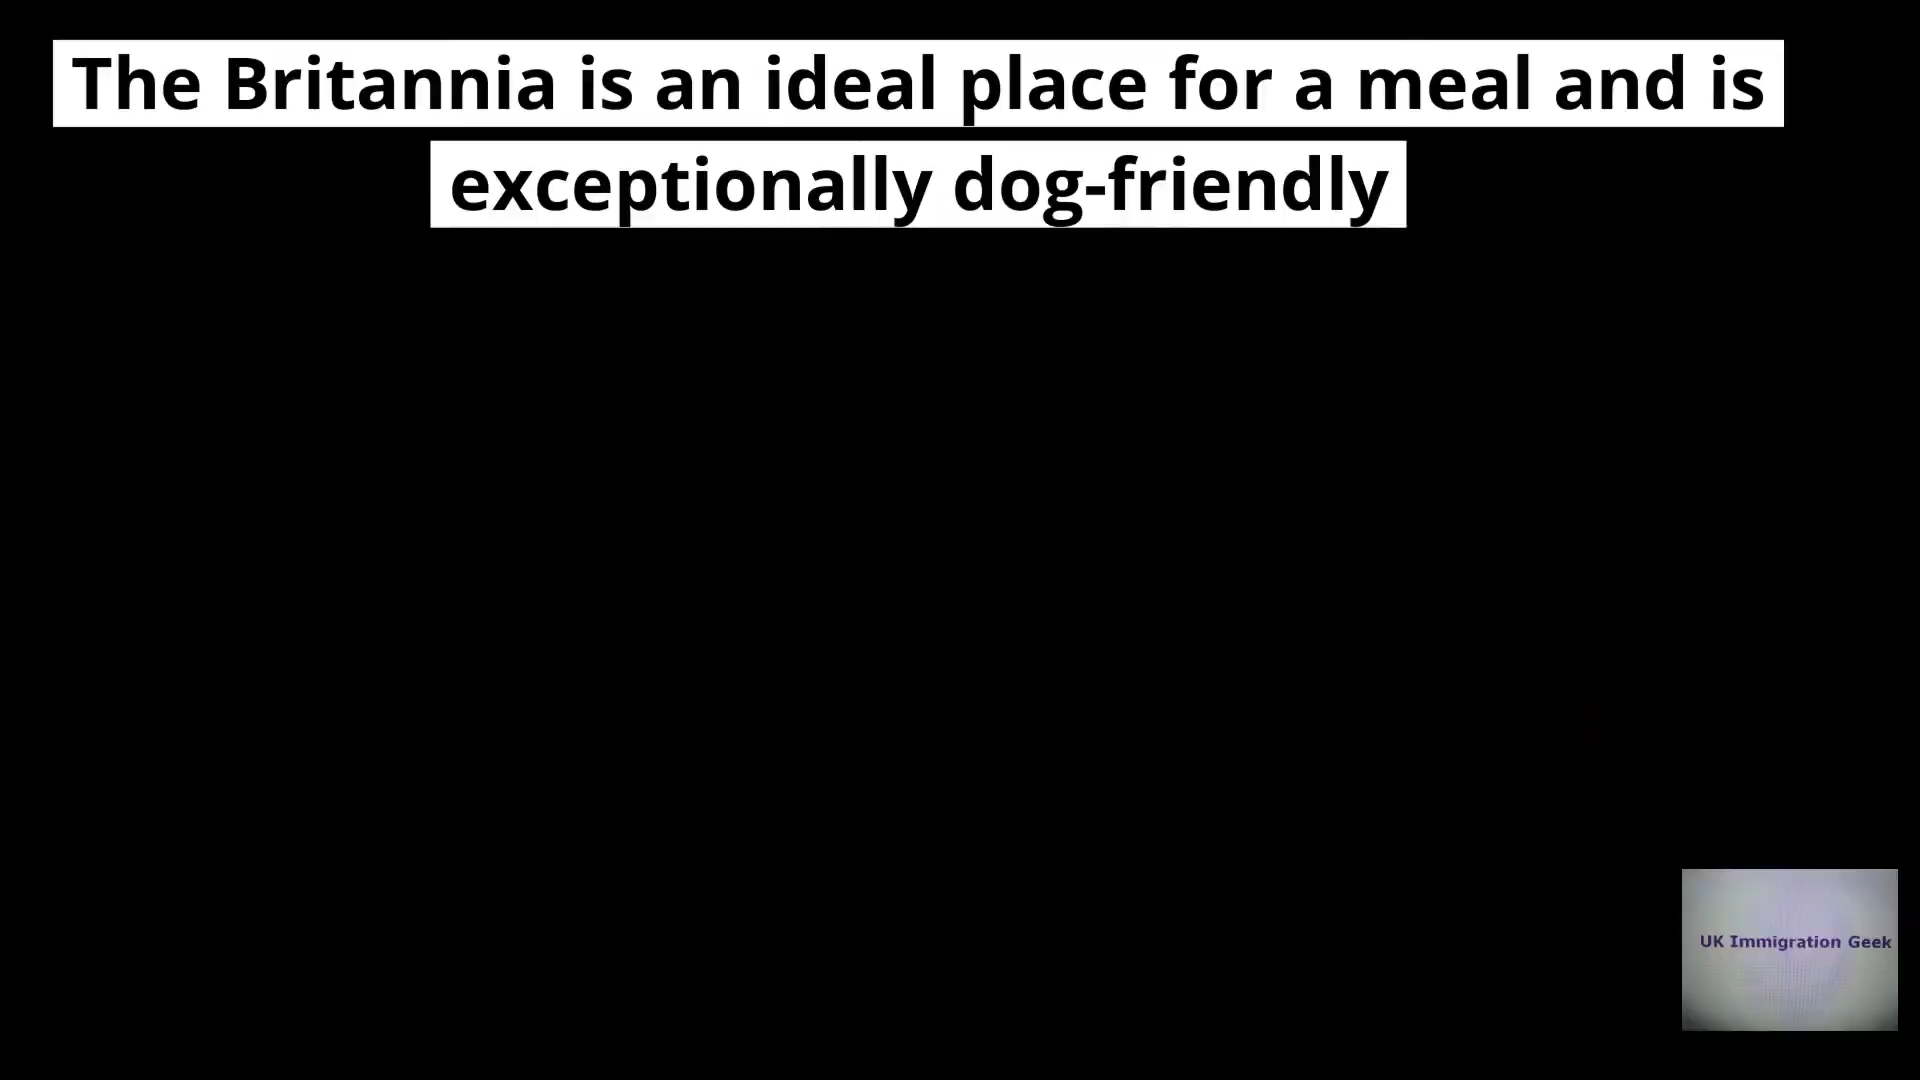 The Britannia is an ideal place for a meal and is
exceptionally dog-friendly
UK Immigration Geek